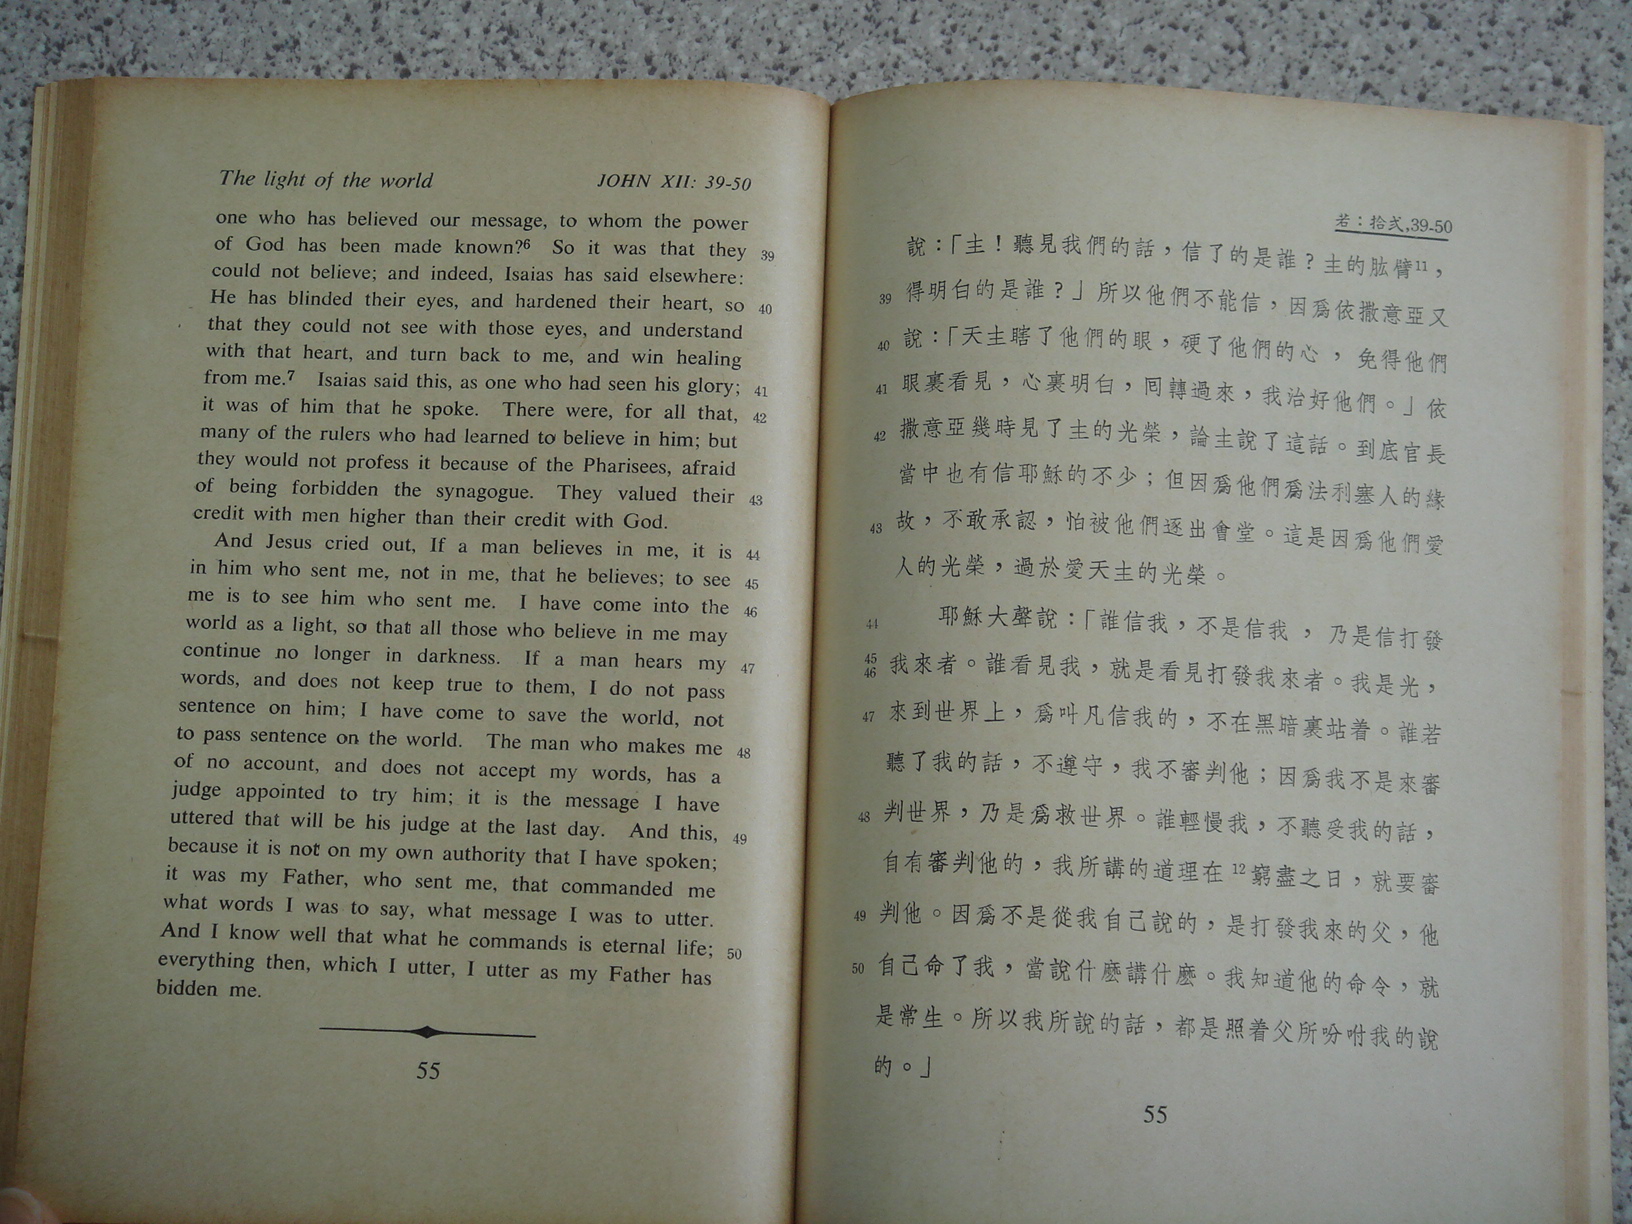 The light of the world JOHN XII: 39-50
one who has believed our message, to whom the power
of God has been made known?⁶ So it was that they 39
could not believe; and indeed, Isaias has said elsewhere:
He has blinded their eyes, and hardened their heart, so 40
that they could not see with those eyes, and understand
with that heart, and turn back to me, and win healing
from me.⁷ Isaias said this, as one who had seen his glory; 41
it was of him that he spoke. There were, for all that, 42
many of the rulers who had learned to believe in him; but
they would not profess it because of the Pharisees, afraid
of being forbidden the synagogue. They valued their 43
credit with men higher than their credit with God.
And Jesus cried out, If a man believes in me, it is 44
in him who sent me, not in me, that he believes; to see 45
me is to see him who sent me. I have come into the 46
world as a light, so that all those who believe in me may
continue no longer in darkness. If a man hears my 47
words, and does not keep true to them, I do not pass
sentence on him; I have come to save the world, not
to pass sentence on the world. The man who makes me 48
of no account, and does not accept my words, has a
judge appointed to try him; it is the message I have
uttered that will be his judge at the last day. And this, 49
because it is not on my own authority that I have spoken;
it was my Father, who sent me, that commanded me
what words I was to say, what message I was to utter.
And I know well that what he commands is eternal life; 50
everything then, which I utter, I utter as my Father has
bidden me.
55
若：拾弍,39-50
說：「主！聽見我們的話，信了的是誰？主的肱臂¹¹，
39 得明白的是誰？」所以他們不能信，因爲依撒意亞又
40 說：「天主瞎了他們的眼，硬了他們的心，免得他們
41 眼裏看見，心裏明白，囘轉過來，我治好他們。」依
42 撒意亞幾時見了主的光榮，論主說了這話。到底官長
當中也有信耶穌的不少；但因爲他們爲法利塞人的緣
43 故，不敢承認，怕被他們逐出會堂。這是因爲他們愛
人的光榮，過於愛天主的光榮。
44 耶穌大聲說：「誰信我，不是信我，乃是信打發
45 46 我來者。誰看見我，就是看見打發我來者。我是光，
47 來到世界上，爲叫凡信我的，不在黑暗裏站着。誰若
聽了我的話，不遵守，我不審判他；因爲我不是來審
48 判世界，乃是爲救世界。誰輕慢我，不聽受我的話，
自有審判他的，我所講的道理在¹²窮盡之日，就要審
49 判他。因爲不是從我自己說的，是打發我來的父，他
50 自己命了我，當說什麼講什麼。我知道他的命令，就
是常生。所以我所說的話，都是照着父所吩咐我的說
的。」
55